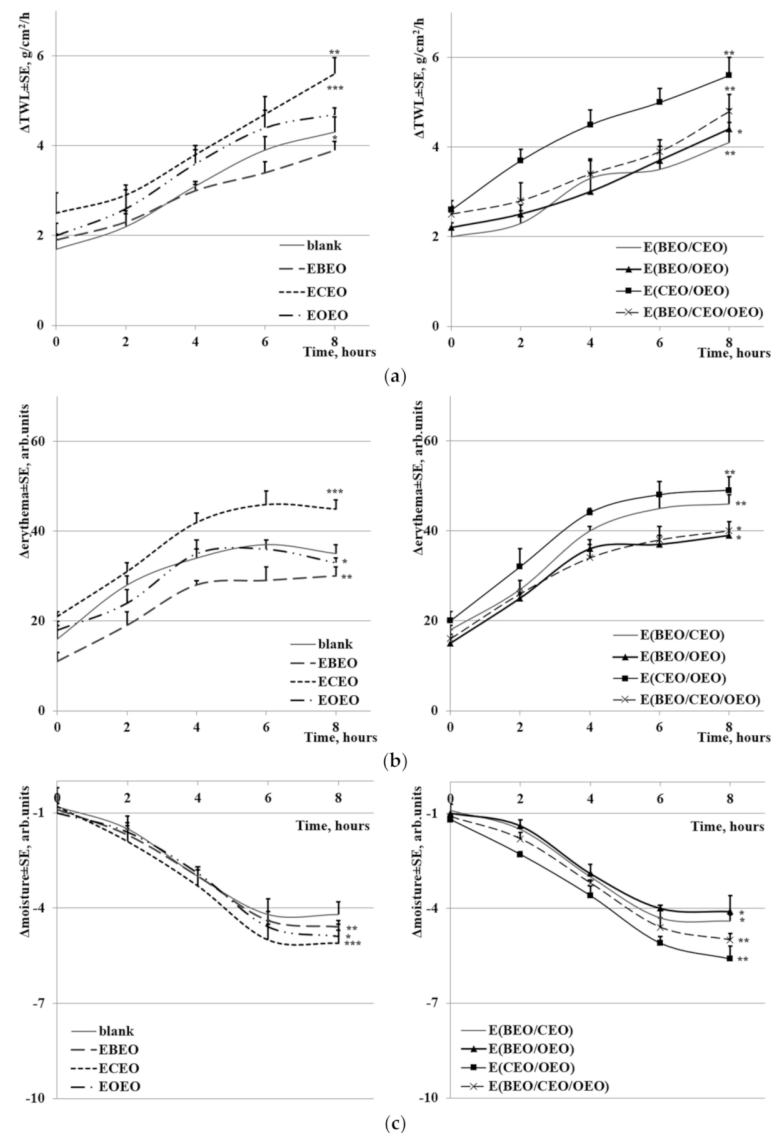 ΔTWL±SE, g/cm²/h
6
4
2
0
0 2 4 6 8
Time, hours
**
***
*
blank
EBEO
ECEO
EOEO
ΔTWL±SE, g/cm²/h
6
4
2
0
0 2 4 6 8
Time, hours
**
**
*
**
E(BEO/CEO)
E(BEO/OEO)
E(CEO/OEO)
E(BEO/CEO/OEO)
(a)
Δerythema±SE, arb.units
60
40
20
0
0 2 4 6 8
Time, hours
***
*
**
blank
EBEO
ECEO
EOEO
Δerythema±SE, arb.units
60
40
20
0
0 2 4 6 8
Time, hours
**
**
*
*
E(BEO/CEO)
E(BEO/OEO)
E(CEO/OEO)
E(BEO/CEO/OEO)
(b)
Δmoisture±SE, arb.units
0 2 4 6 8
Time, hours
-1
-4
-7
-10
**
*
***
blank
EBEO
ECEO
EOEO
Δmoisture±SE, arb.units
0 2 4 6 8
Time, hours
-1
-4
-7
-10
*
*
**
**
E(BEO/CEO)
E(BEO/OEO)
E(CEO/OEO)
E(BEO/CEO/OEO)
(c)